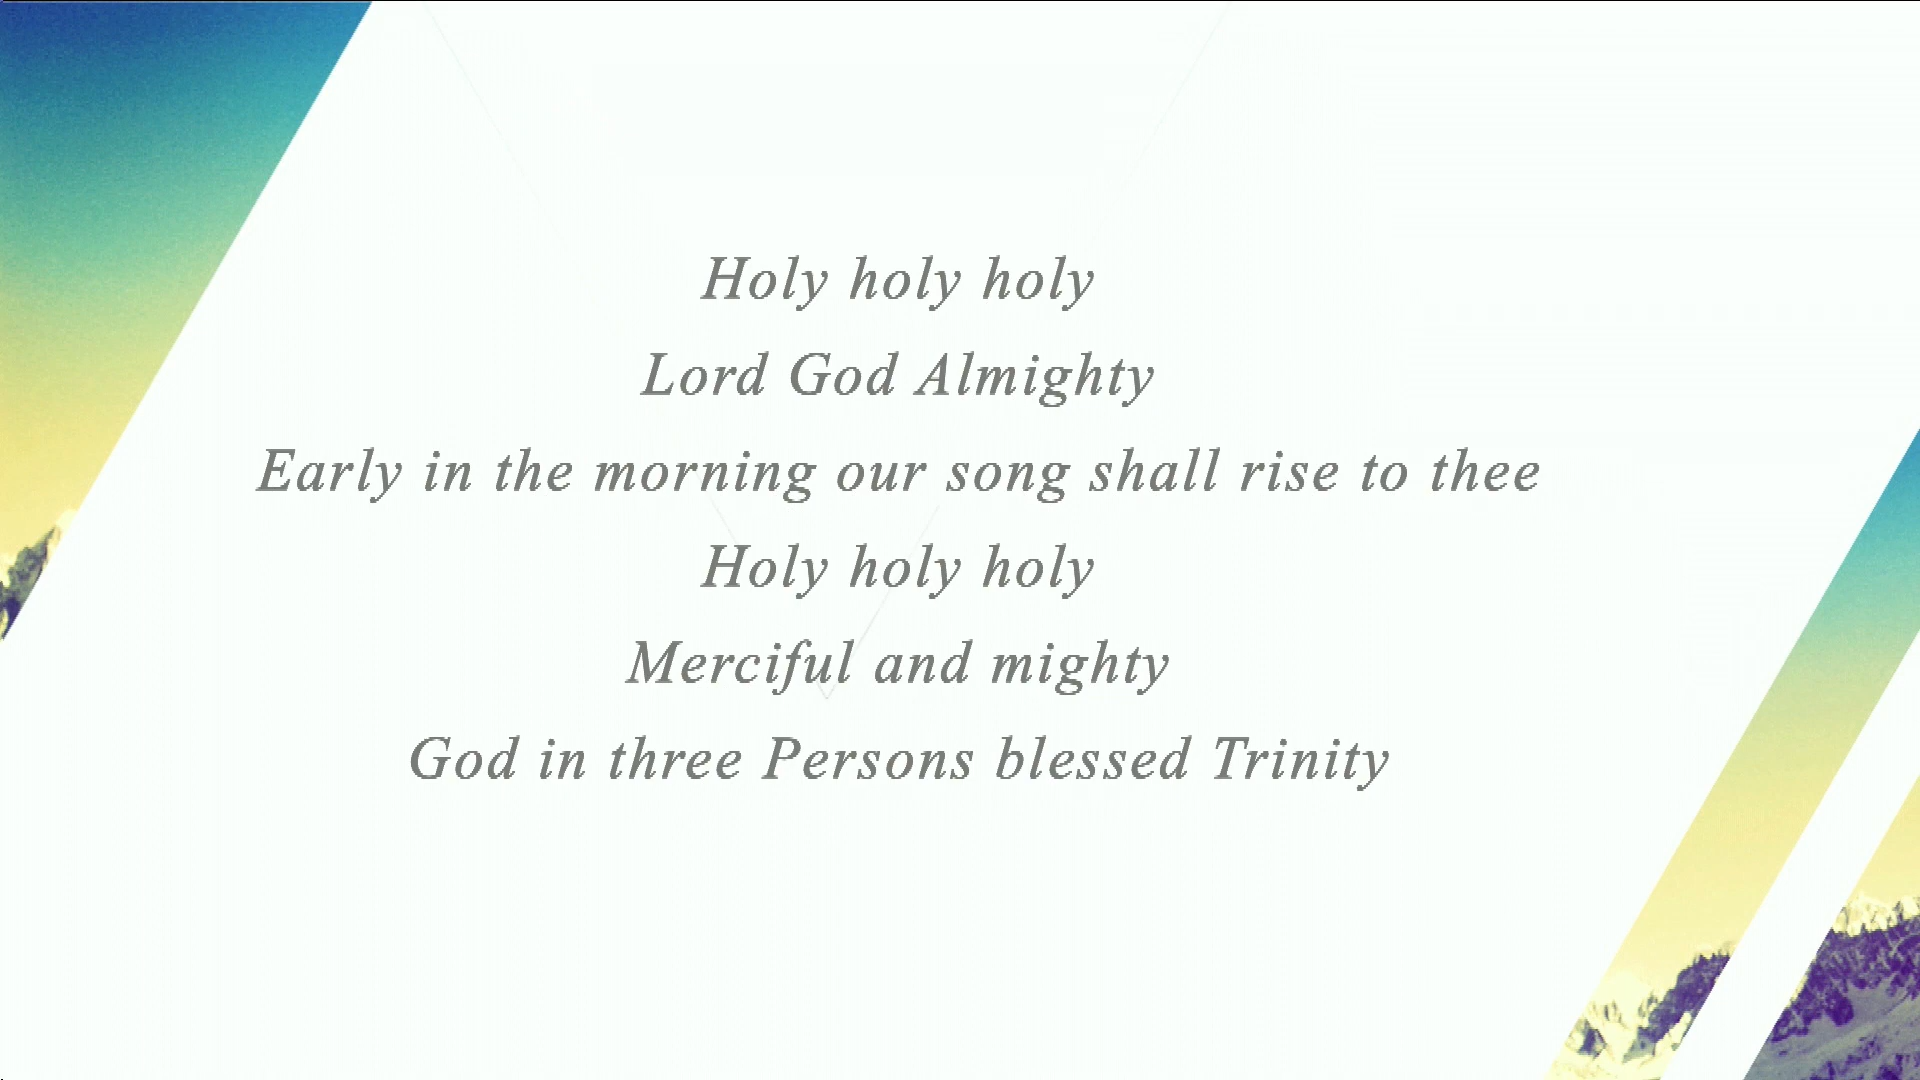 Holy holy holy
Lord God Almighty
Early in the morning our song shall rise to thee
Holy holy holy
Merciful and mighty
God in three Persons blessed Trinity